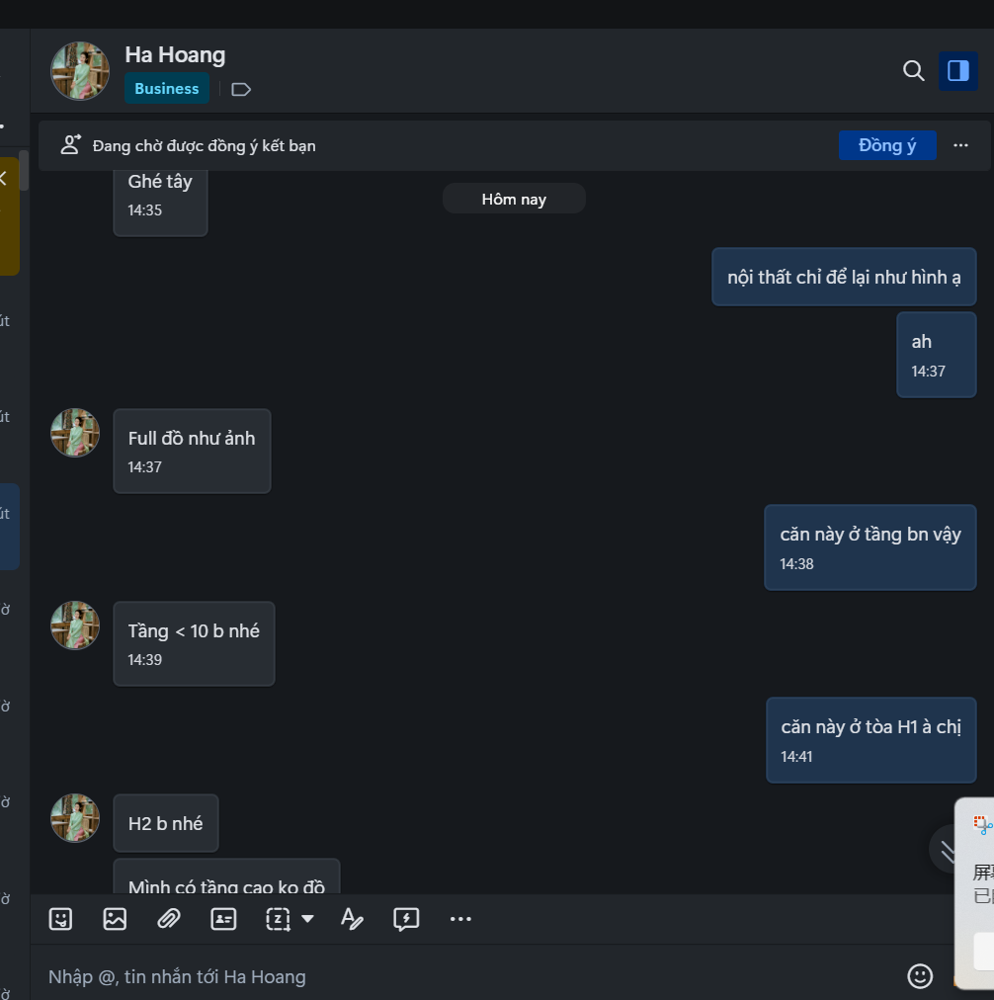 Ha Hoang
Business
Đang chờ được đồng ý kết bạn
Đồng ý
Ghé tây
14:35
Hôm nay
nội thất chỉ để lại như hình ạ
ah
14:37
Full đồ như ảnh
14:37
căn này ở tầng bn vậy
14:38
Tầng < 10 b nhé
14:39
căn này ở tòa H1 à chị
14:41
H2 b nhé
Mình có tầng cao ko đồ
Nhập @, tin nhắn tới Ha Hoang